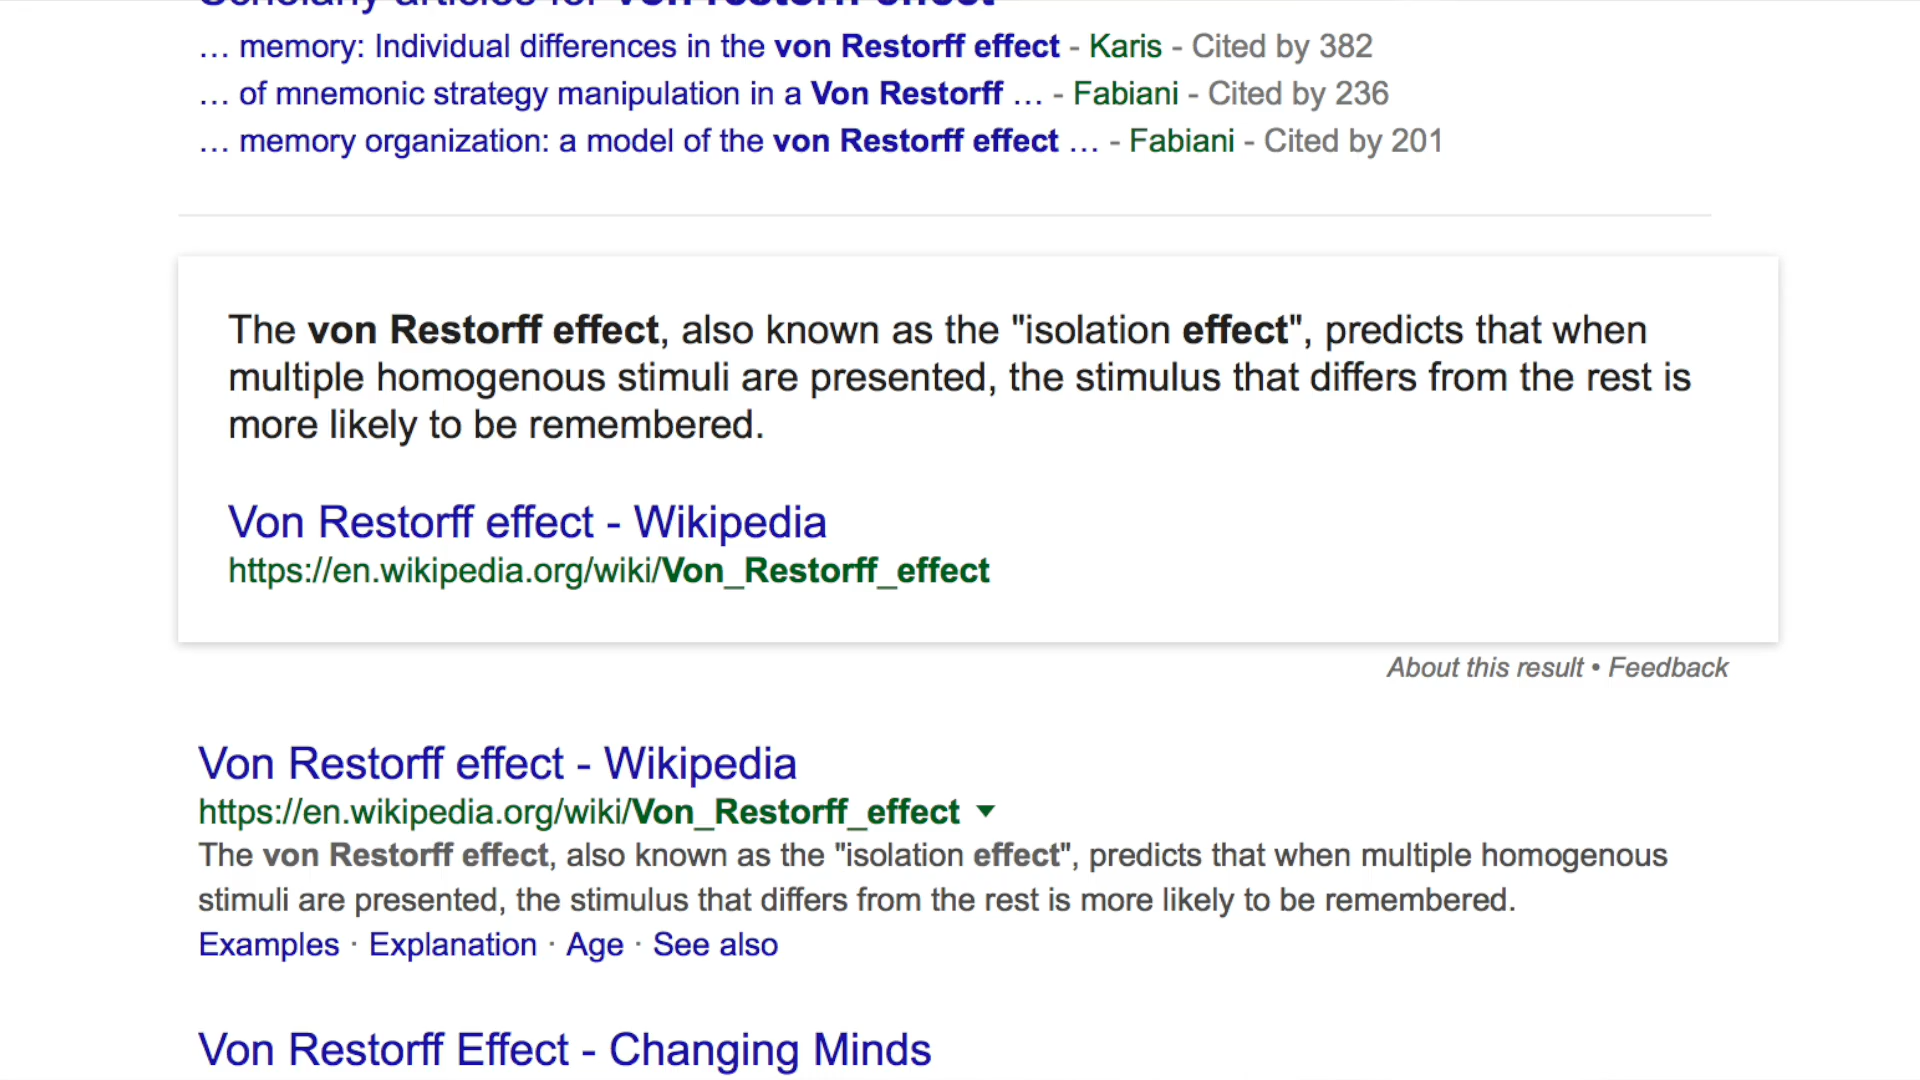 Scholarly articles for von restorff effect
… memory: Individual differences in the von Restorff effect - Karis - Cited by 382
… of mnemonic strategy manipulation in a Von Restorff … - Fabiani - Cited by 236
… memory organization: a model of the von Restorff effect … - Fabiani - Cited by 201
The von Restorff effect, also known as the "isolation effect", predicts that when
multiple homogenous stimuli are presented, the stimulus that differs from the rest is
more likely to be remembered.
Von Restorff effect - Wikipedia
https://en.wikipedia.org/wiki/Von_Restorff_effect
About this result • Feedback
Von Restorff effect - Wikipedia
https://en.wikipedia.org/wiki/Von_Restorff_effect
The von Restorff effect, also known as the "isolation effect", predicts that when multiple homogenous
stimuli are presented, the stimulus that differs from the rest is more likely to be remembered.
Examples · Explanation · Age · See also
Von Restorff Effect - Changing Minds